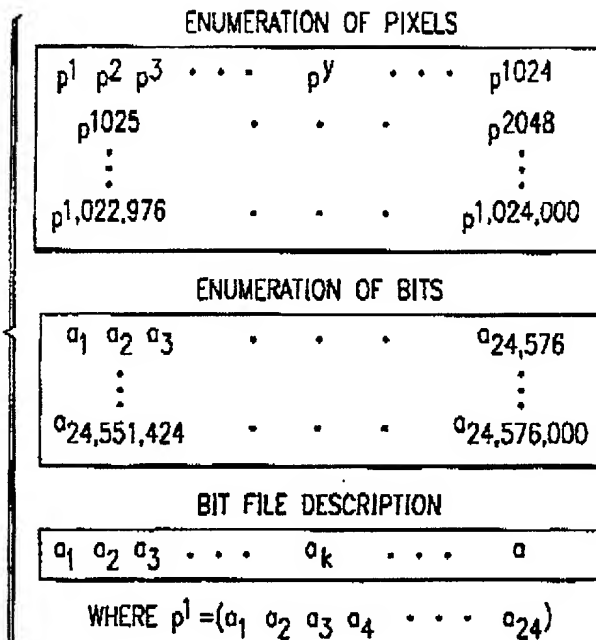 ENUMERATION OF PIXELS
p1 p2 p3 · · · py · · · p1024
p1025 · · · p2048
⋮ ⋮
p1,022,976 · · · p1,024,000
ENUMERATION OF BITS
a1 a2 a3 · · · a24,576
⋮ ⋮
a24,551,424 · · · a24,576,000
BIT FILE DESCRIPTION
a1 a2 a3 · · · ak · · · a
WHERE p1 =(a1 a2 a3 a4 · · · a24)